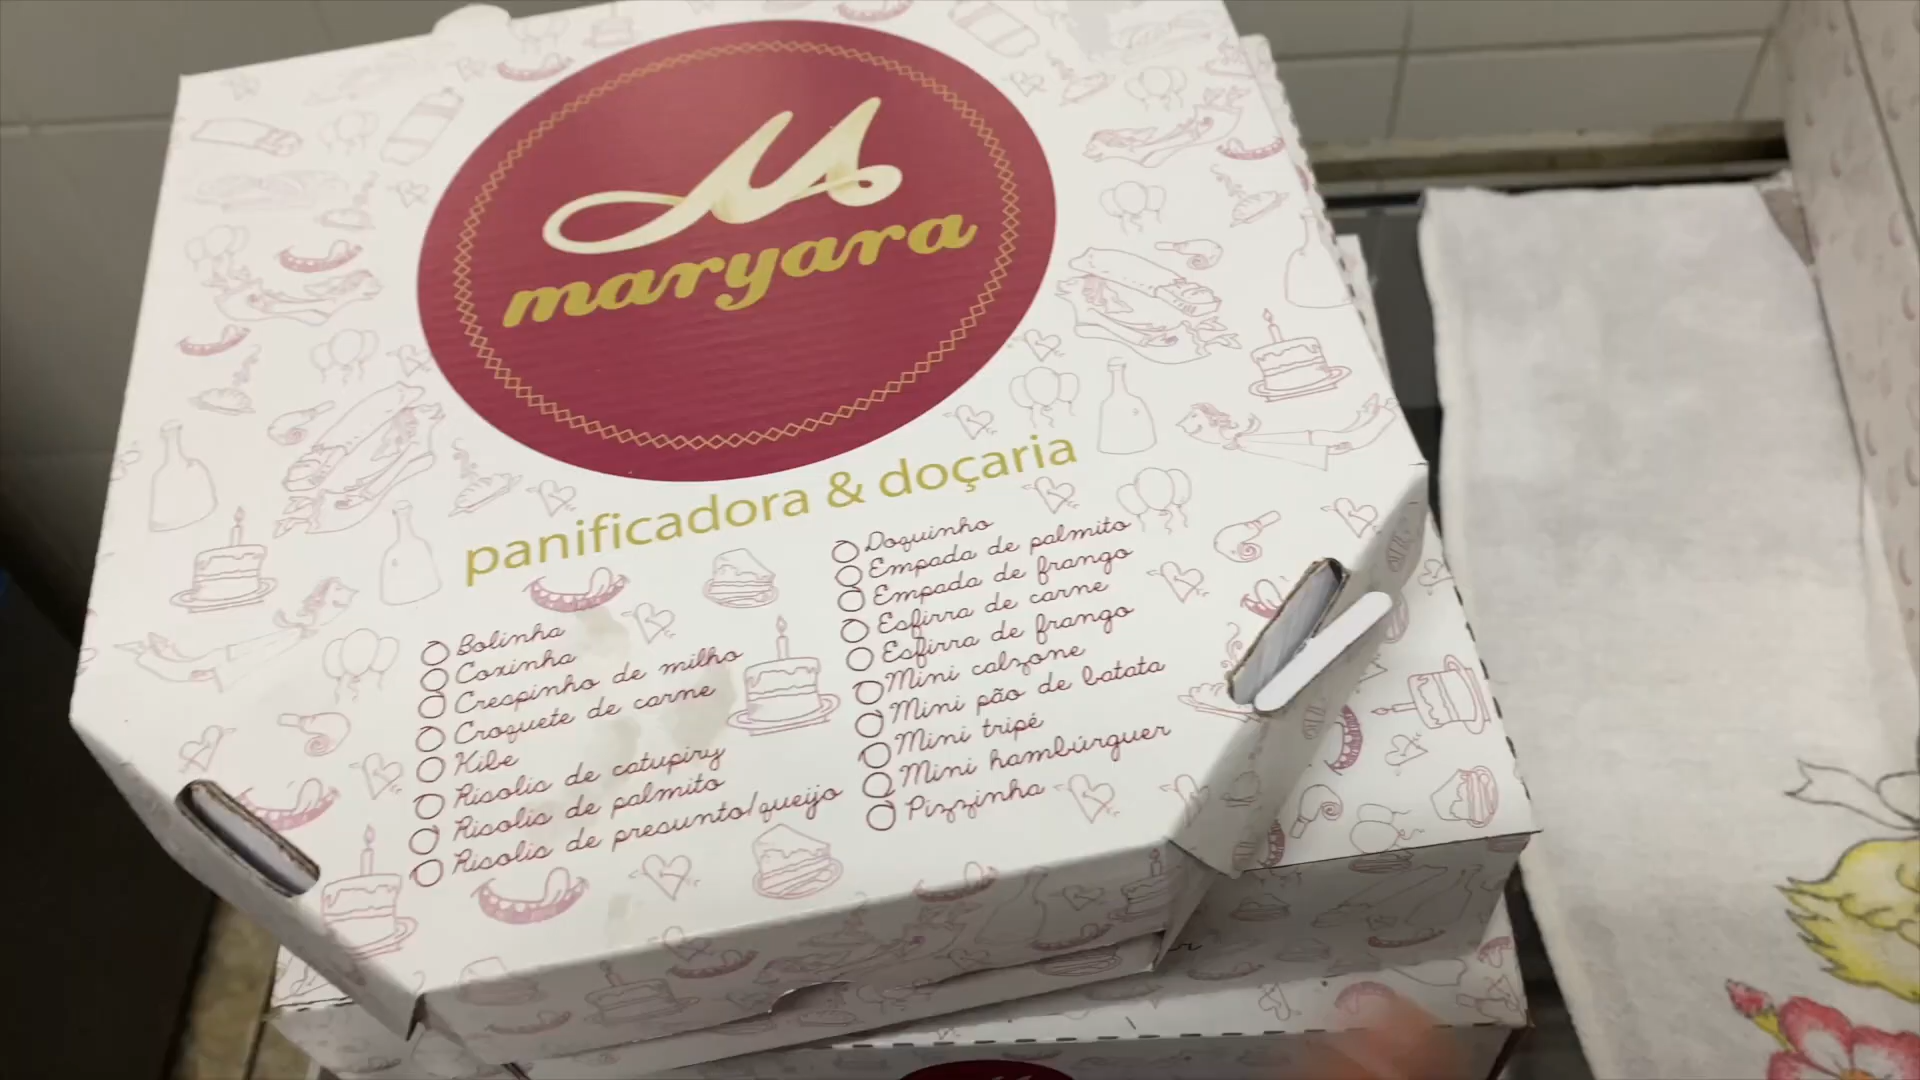 M
maryara
panificadora & doçaria
Bolinha
Coxinha
Crespinho de milho
Croquete de carne
Kibe
Risolis de catupiry
Risolis de palmito
Risolis de presunto/queijo
Doguinho
Empada de palmito
Empada de frango
Esfirra de carne
Esfirra de frango
Mini calzone
Mini pão de batata
Mini tripé
Mini hambúrguer
Pizzinha